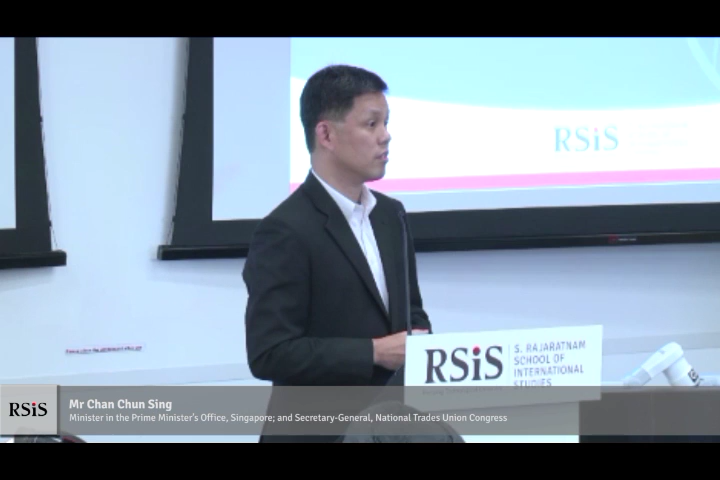 RSiS
RSiS
S. RAJARATNAM
SCHOOL OF
INTERNATIONAL
STUDIES
RSiS
Mr Chan Chun Sing
Minister in the Prime Minister's Office, Singapore; and Secretary-General, National Trades Union Congress